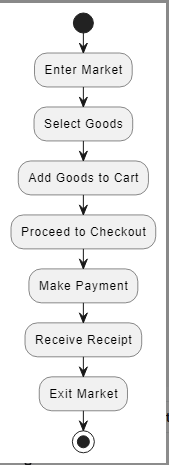 Enter Market
Select Goods
Add Goods to Cart
Proceed to Checkout
Make Payment
Receive Receipt
Exit Market